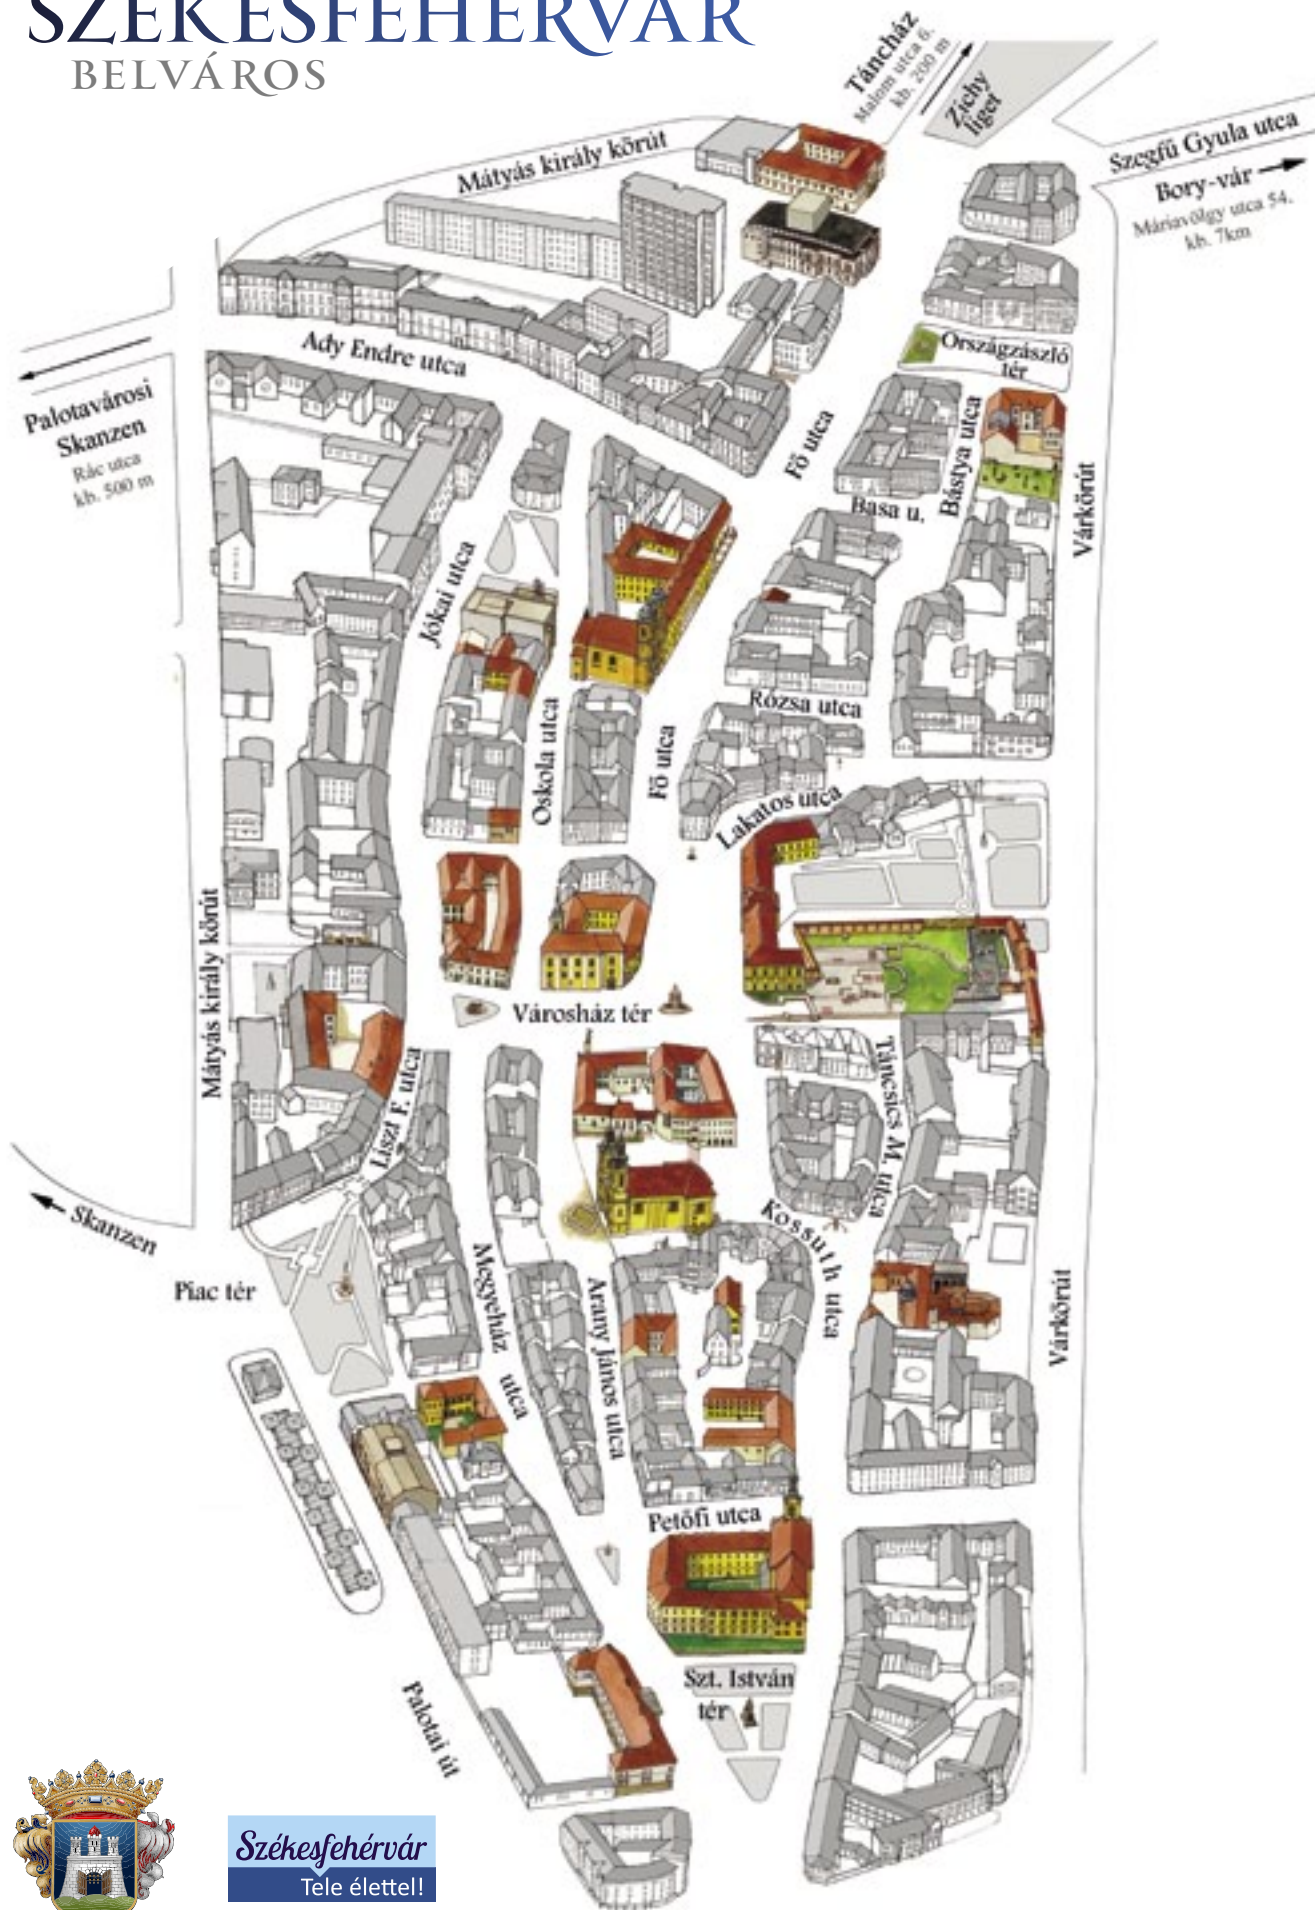 SZÉKESFEHÉRVÁR
BELVÁROS
Táncház
Malom utca 6.
kb. 200 m
Zichy
liget
Szegfű Gyula utca
Bory-vár
Máriavölgy utca 54.
kb. 7km
Mátyás király körút
Országzászló
tér
Ady Endre utca
Palotavárosi
Skanzen
Rác utca
kb. 500 m
Fő utca
Bástya utca
Basa u.
Várkörút
Jókai utca
Rózsa utca
Oskola utca
Fő utca
Lakatos utca
Mátyás király körút
Városház tér
Liszt F. utca
Táncsics M. utca
Skanzen
Piac tér
Kossuth utca
Megyeház utca
Arany János utca
Várkörút
Petőfi utca
Szt. István
tér
Palotai út
Székesfehérvár
Tele élettel!